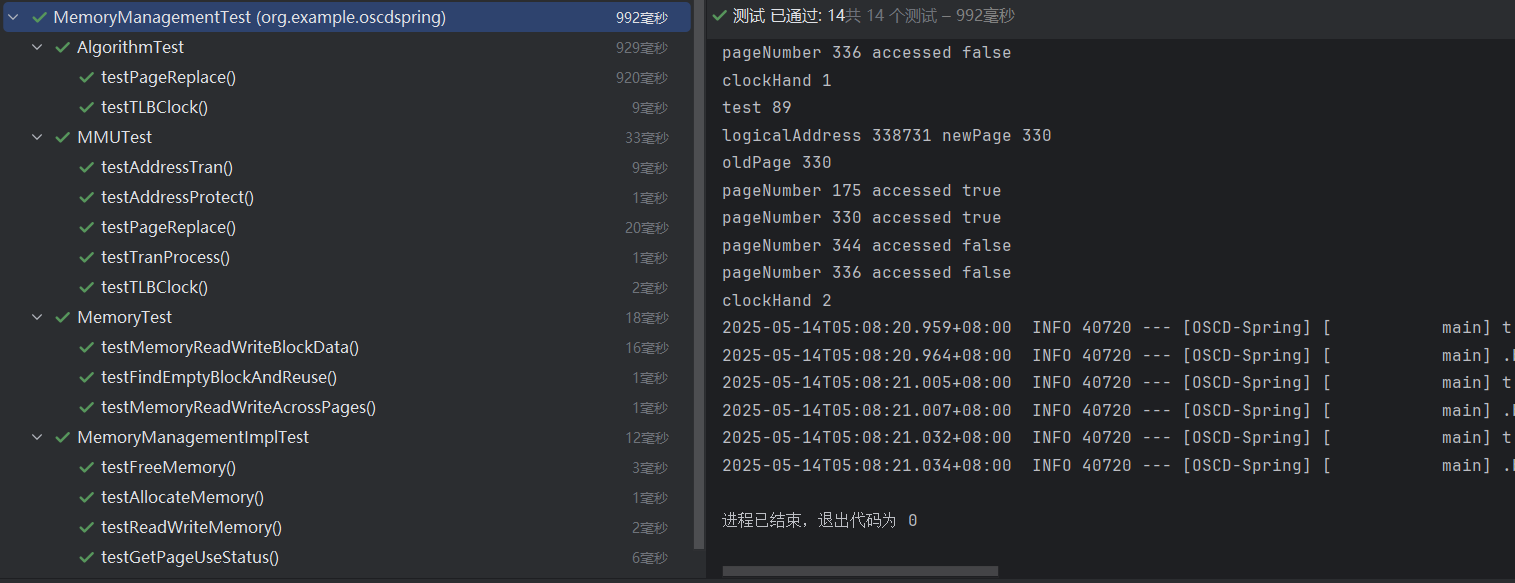 MemoryManagementTest (org.example.oscdspring) 992毫秒
AlgorithmTest 929毫秒
testPageReplace() 920毫秒
testTLBClock() 9毫秒
MMUTest 33毫秒
testAddressTran() 9毫秒
testAddressProtect() 1毫秒
testPageReplace() 20毫秒
testTranProcess() 1毫秒
testTLBClock() 2毫秒
MemoryTest 18毫秒
testMemoryReadWriteBlockData() 16毫秒
testFindEmptyBlockAndReuse() 1毫秒
testMemoryReadWriteAcrossPages() 1毫秒
MemoryManagementImplTest 12毫秒
testFreeMemory() 3毫秒
testAllocateMemory() 1毫秒
testReadWriteMemory() 2毫秒
testGetPageUseStatus() 6毫秒
测试 已通过: 14共 14 个测试 – 992毫秒
pageNumber 336 accessed false
clockHand 1
test 89
logicalAddress 338731 newPage 330
oldPage 330
pageNumber 175 accessed true
pageNumber 330 accessed true
pageNumber 344 accessed false
pageNumber 336 accessed false
clockHand 2
2025-05-14T05:08:20.959+08:00  INFO 40720 --- [OSCD-Spring] [           main] t
2025-05-14T05:08:20.964+08:00  INFO 40720 --- [OSCD-Spring] [           main] .
2025-05-14T05:08:21.005+08:00  INFO 40720 --- [OSCD-Spring] [           main] t
2025-05-14T05:08:21.007+08:00  INFO 40720 --- [OSCD-Spring] [           main] .
2025-05-14T05:08:21.032+08:00  INFO 40720 --- [OSCD-Spring] [           main] t
2025-05-14T05:08:21.034+08:00  INFO 40720 --- [OSCD-Spring] [           main] .
进程已结束，退出代码为 0